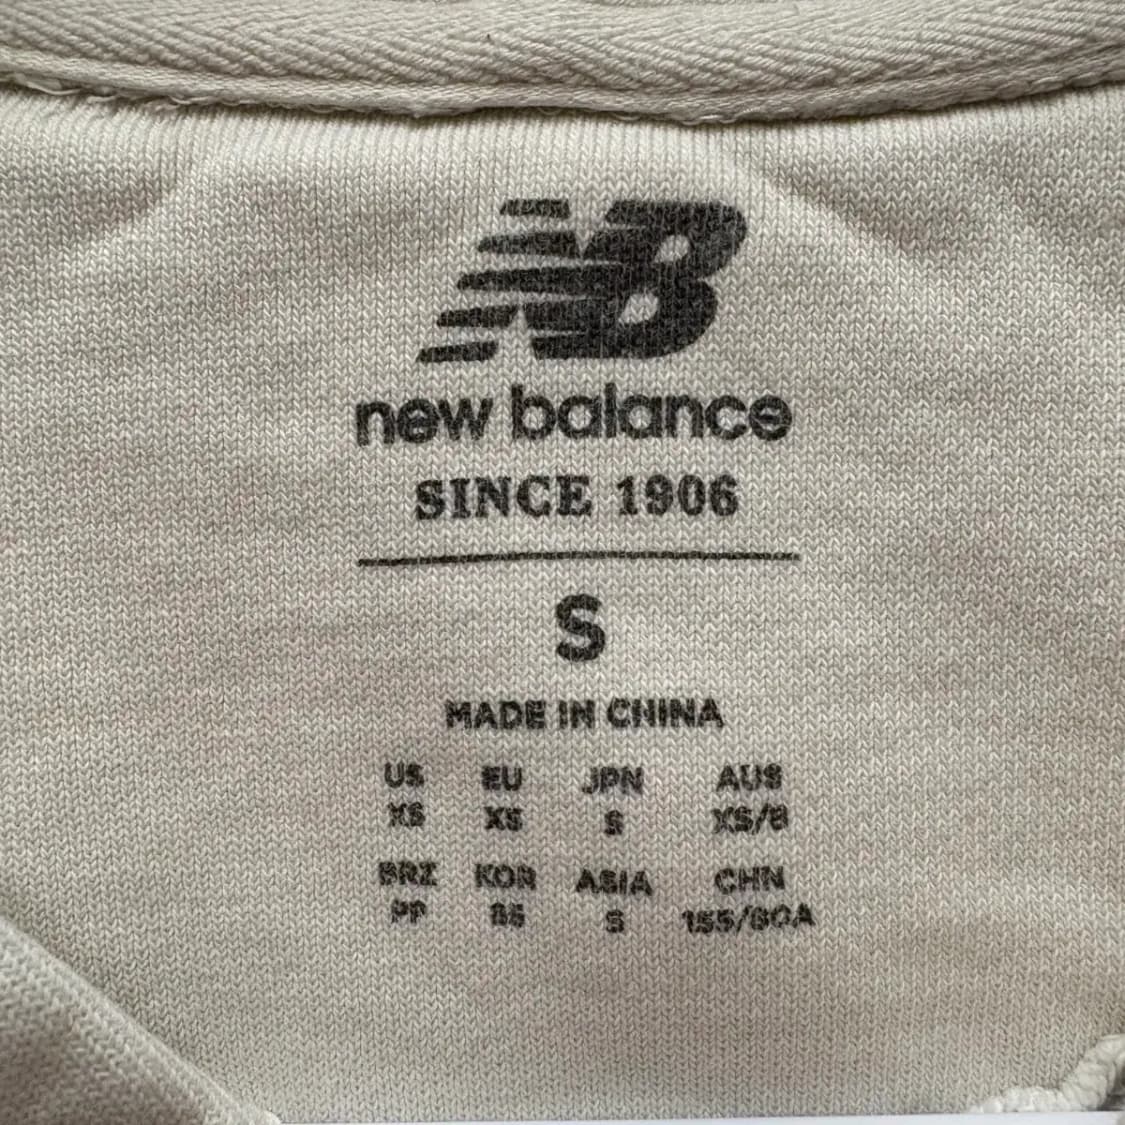 NB
new balance
SINCE 1906
S
MADE IN CHINA
US EU JPN AUS
XS XS S XS/8
BRZ KOR ASIA CHN
PP 85 S 155/80A